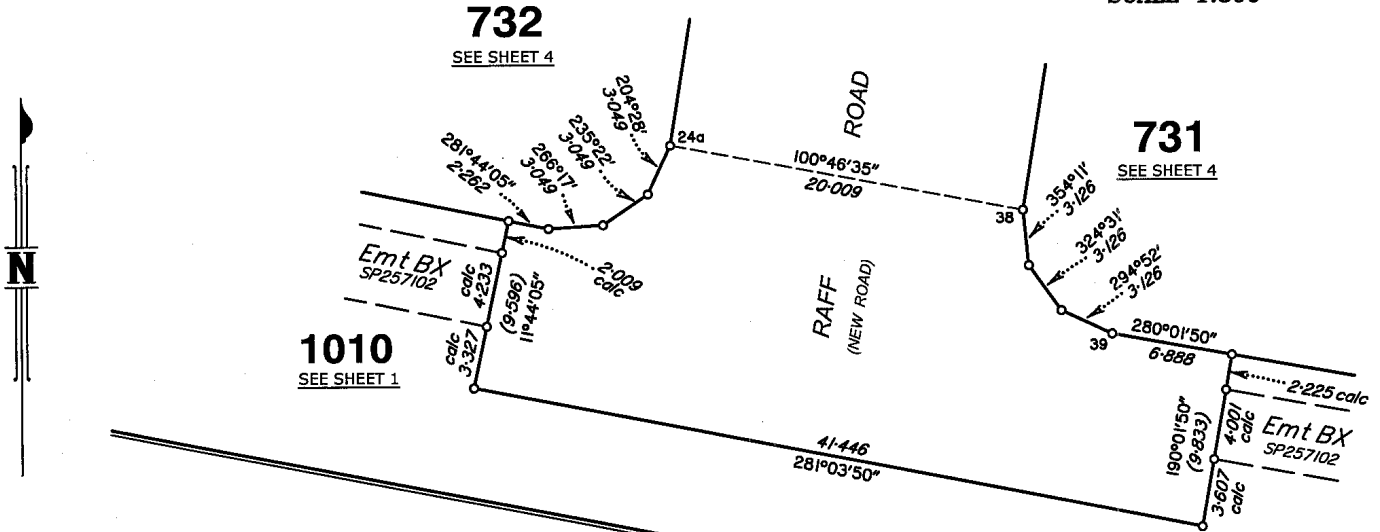 732
SEE SHEET 4
204°28'
3·049
235°22'
3·049
266°17'
3·049
281°44'05"
2·262
24a
ROAD
100°46'35"
20·009
731
SEE SHEET 4
38
354°11'
3·126
324°31'
3·126
294°52'
3·126
39
280°01'50"
6·888
N
Emt BX
SP257102
calc
4·233
(9·596)
11°44'05"
2·009
calc
calc
3·327
1010
SEE SHEET 1
RAFF
(NEW ROAD)
2·225 calc
190°01'50"
(9·833)
4·001
calc
Emt BX
SP257102
3·607
calc
41·446
281°03'50"